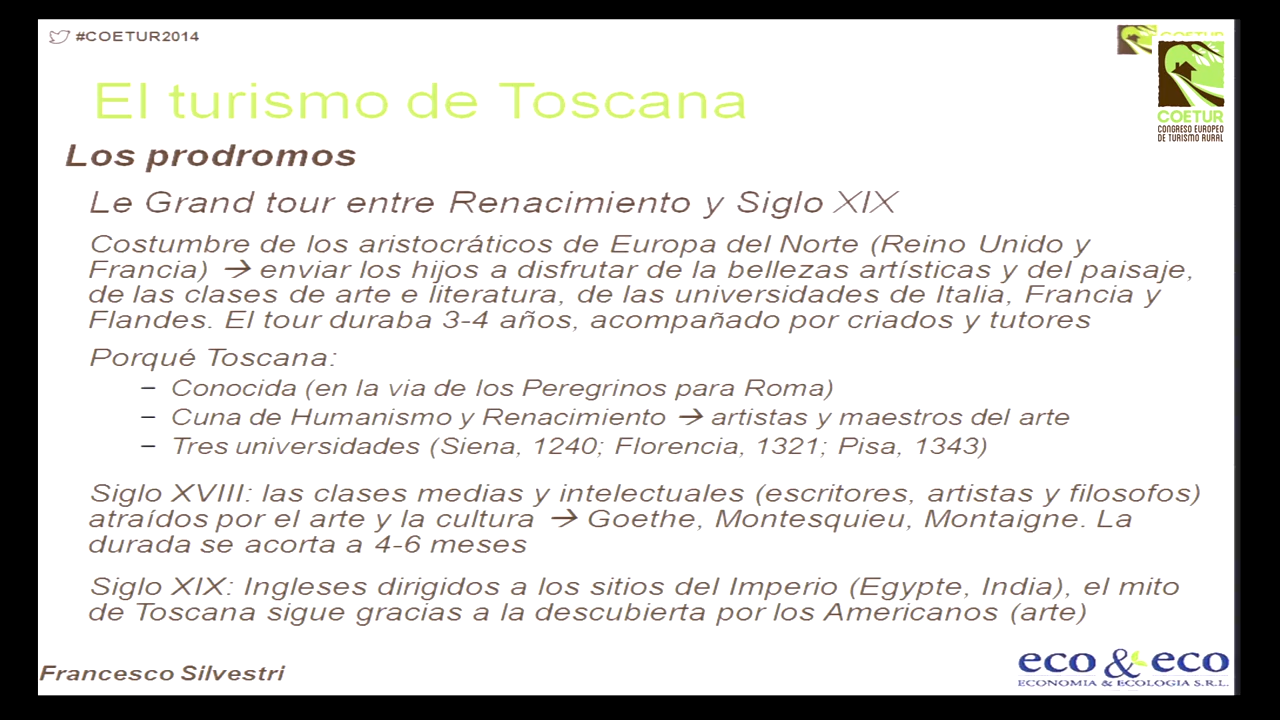 #COETUR2014
El turismo de Toscana
COETUR
CONGRESO EUROPEO
DE TURISMO RURAL
Los prodromos
Le Grand tour entre Renacimiento y Siglo XIX
Costumbre de los aristocráticos de Europa del Norte (Reino Unido y
Francia) → enviar los hijos a disfrutar de la bellezas artísticas y del paisaje,
de las clases de arte e literatura, de las universidades de Italia, Francia y
Flandes. El tour duraba 3-4 años, acompañado por criados y tutores
Porqué Toscana:
– Conocida (en la via de los Peregrinos para Roma)
– Cuna de Humanismo y Renacimiento → artistas y maestros del arte
– Tres universidades (Siena, 1240; Florencia, 1321; Pisa, 1343)
Siglo XVIII: las clases medias y intelectuales (escritores, artistas y filosofos)
atraídos por el arte y la cultura → Goethe, Montesquieu, Montaigne. La
durada se acorta a 4-6 meses
Siglo XIX: Ingleses dirigidos a los sitios del Imperio (Egypte, India), el mito
de Toscana sigue gracias a la descubierta por los Americanos (arte)
Francesco Silvestri
eco & eco
ECONOMIA & ECOLOGIA S.R.L.